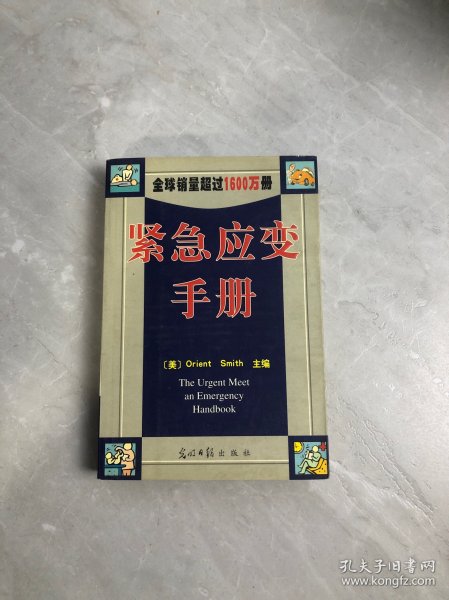 全球销量超过1600万册
紧急应变
手册
〔美〕Orient Smith 主编
The Urgent Meet
an Emergency
Handbook
光明日报出版社
孔夫子旧书网
www.kongfz.com